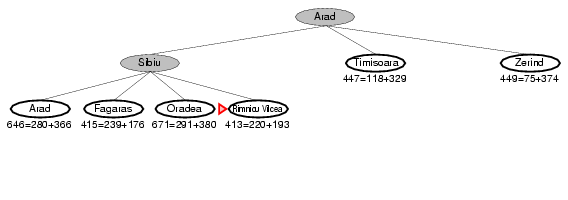 Arad
Sibiu
Timisoara
Zerind
447=118+329
449=75+374
Arad
Fagaras
Oradea
Rimnicu Vilcea
646=280+366
415=239+176
671=291+380
413=220+193